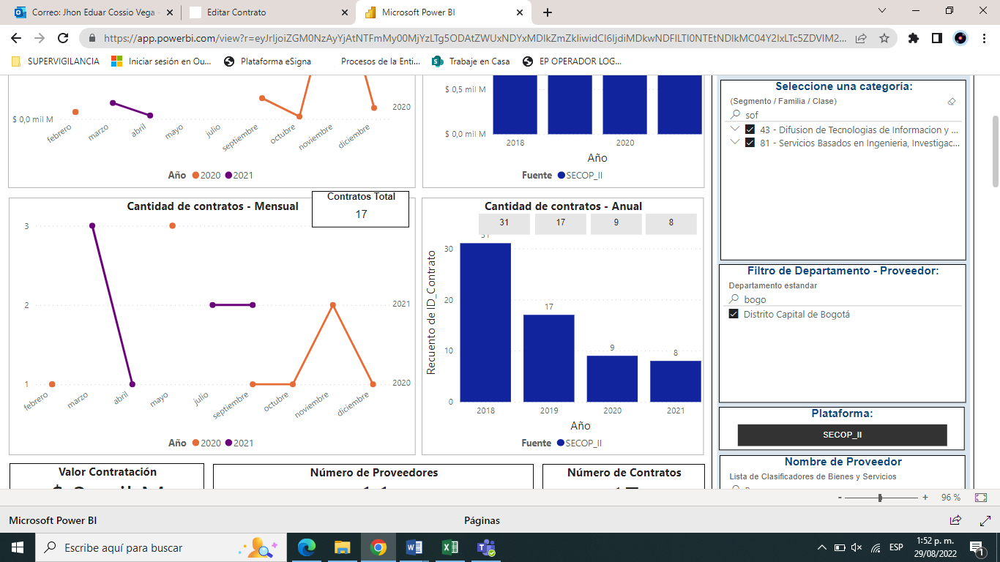 Correo: Jhon Eduar Cossio Vega
Editar Contrato
Microsoft Power BI
SUPERVIGILANCIA
Iniciar sesión en Ou...
Plataforma eSigna
Procesos de la Enti...
Trabaje en Casa
EP OPERADOR LOG...
$ 0,0 mil M
2020
febrero
marzo
abril
mayo
julio
septiembre
octubre
noviembre
diciembre
Año 2020 2021
$ 0,5 mil M
$ 0,0 mil M
2018
2020
Año
Fuente SECOP_II
Cantidad de contratos - Mensual
Contratos Total
17
3
2
1
2021
2020
febrero
marzo
abril
mayo
julio
septiembre
octubre
noviembre
diciembre
Año 2020 2021
Cantidad de contratos - Anual
31 17 9 8
Recuento de ID_Contrato
30
20
10
0
17
9
8
2018 2019 2020 2021
Año
Fuente SECOP_II
Seleccione una categoría:
(Segmento / Familia / Clase)
sof
43 - Difusion de Tecnologias de Informacion y ...
81 - Servicios Basados en Ingenieria, Investigac...
Filtro de Departamento - Proveedor:
Departamento estandar
bogo
Distrito Capital de Bogotá
Plataforma:
SECOP_II
Nombre de Proveedor
Lista de Clasificadores de Bienes y Servicios
Valor Contratación
Número de Proveedores
Número de Contratos
- + 96 %
Microsoft Power BI
Páginas
Escribe aquí para buscar
ESP
1:52 p. m.
29/08/2022
1